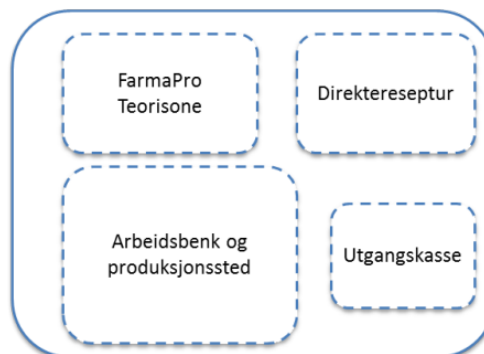 FarmaPro
Teorisone
Direktereseptur
Arbeidsbenk og
produksjonssted
Utgangskasse